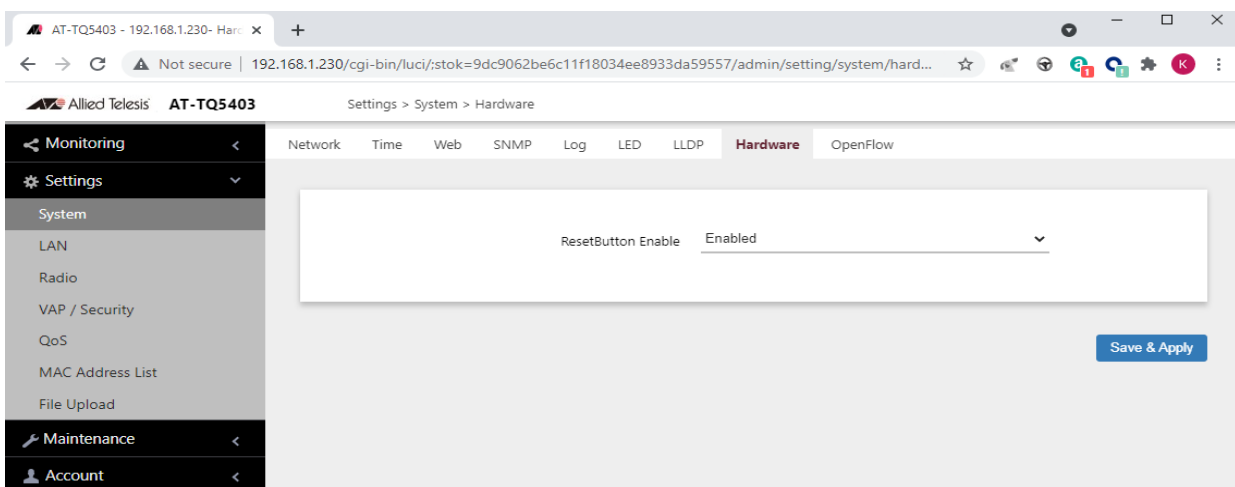 AT-TQ5403 - 192.168.1.230- Har
Not secure | 192.168.1.230/cgi-bin/luci/;stok=9dc9062be6c11f18034ee8933da59557/admin/setting/system/hard...
K
Allied Telesis AT-TQ5403 Settings > System > Hardware
Monitoring
Network Time Web SNMP Log LED LLDP Hardware OpenFlow
Settings
System
LAN
ResetButton Enable Enabled
Radio
VAP / Security
QoS
Save & Apply
MAC Address List
File Upload
Maintenance
Account